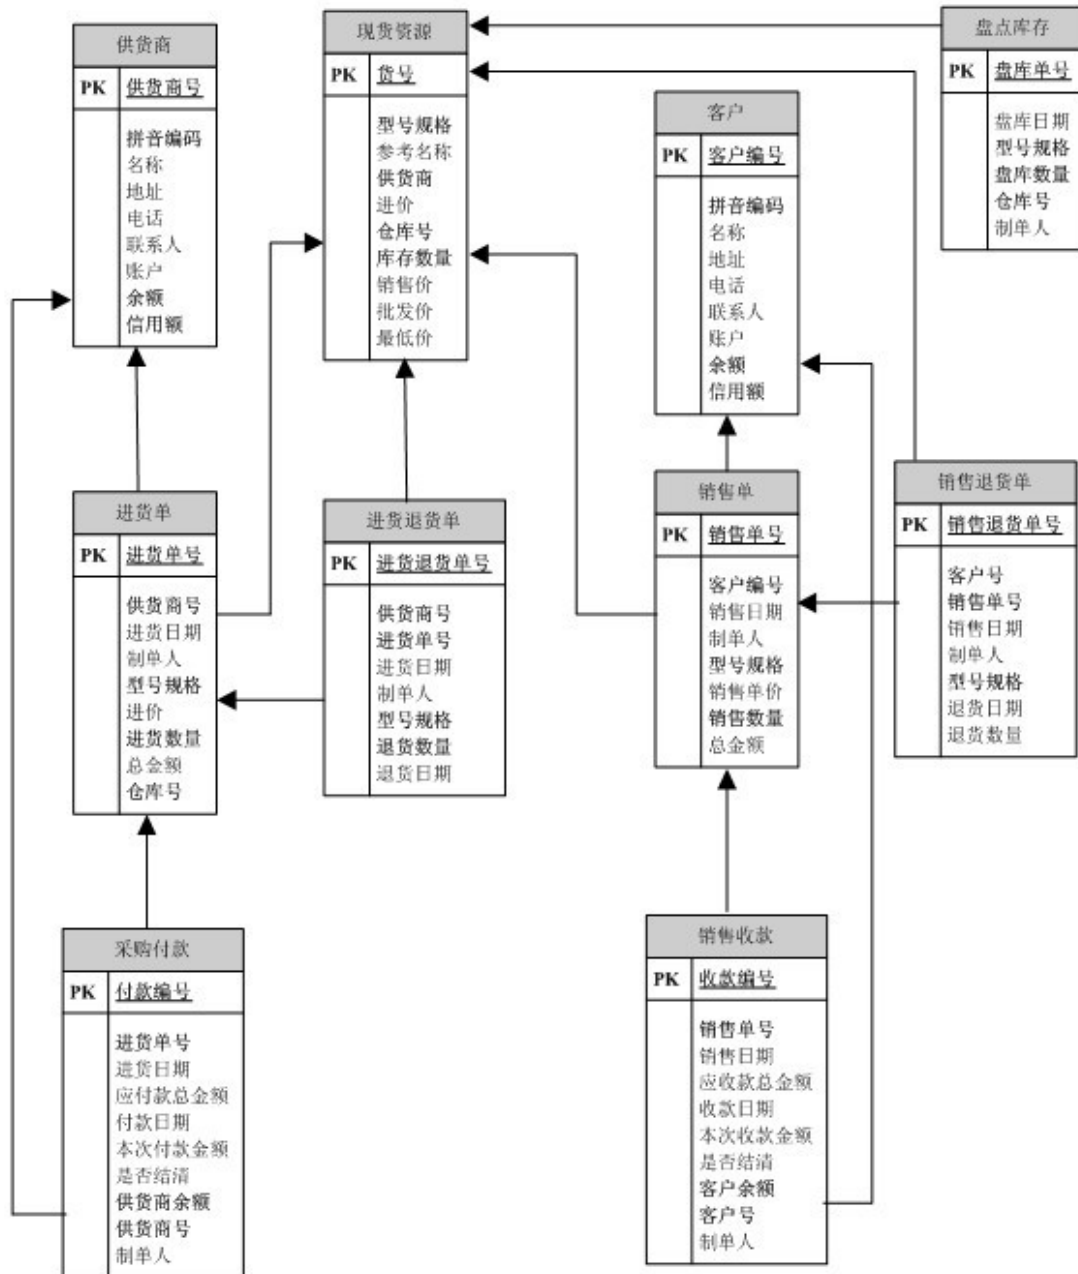 供货商
PK 供货商号
拼音编码
名称
地址
电话
联系人
账户
余额
信用额
现货资源
PK 货号
型号规格
参考名称
供货商
进价
仓库号
库存数量
销售价
批发价
最低价
客户
PK 客户编号
拼音编码
名称
地址
电话
联系人
账户
余额
信用额
盘点库存
PK 盘库单号
盘库日期
型号规格
盘库数量
仓库号
制单人
进货单
PK 进货单号
供货商号
进货日期
制单人
型号规格
进价
进货数量
总金额
仓库号
进货退货单
PK 进货退货单号
供货商号
进货单号
进货日期
制单人
型号规格
退货数量
退货日期
销售单
PK 销售单号
客户编号
销售日期
制单人
型号规格
销售单价
销售数量
总金额
销售退货单
PK 销售退货单号
客户号
销售单号
销售日期
制单人
型号规格
退货日期
退货数量
采购付款
PK 付款编号
进货单号
进货日期
应付款总金额
付款日期
本次付款金额
是否结清
供货商余额
供货商号
制单人
销售收款
PK 收款编号
销售单号
销售日期
应收款总金额
收款日期
本次收款金额
是否结清
客户余额
客户号
制单人